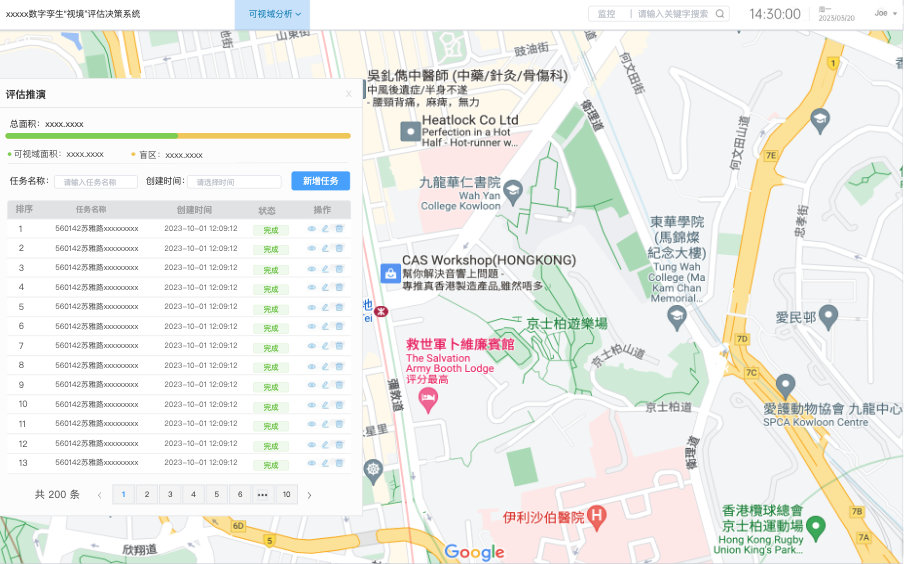 xxxxx数字孪生“视境”评估决策系统
可视域分析
监控
请输入关键字搜索
14:30:00
周一
2023/03/20
Joe
评估推演
X
总面积：xxxx.xxxx
可视域面积：xxxx.xxxx
盲区：xxxx.xxxx
任务名称：
请输入任务名称
创建时间：
请选择时间
新增任务
排序 任务名称 创建时间 状态 操作
1 560142苏雅路xxxxxxxxx 2023-10-01 12:09:12 完成
2 560142苏雅路xxxxxxxxx 2023-10-01 12:09:12 完成
3 560142苏雅路xxxxxxxxx 2023-10-01 12:09:12 完成
4 560142苏雅路xxxxxxxxx 2023-10-01 12:09:12 完成
5 560142苏雅路xxxxxxxxx 2023-10-01 12:09:12 完成
6 560142苏雅路xxxxxxxxx 2023-10-01 12:09:12 完成
7 560142苏雅路xxxxxxxxx 2023-10-01 12:09:12 完成
8 560142苏雅路xxxxxxxxx 2023-10-01 12:09:12 完成
9 560142苏雅路xxxxxxxxx 2023-10-01 12:09:12 完成
10 560142苏雅路xxxxxxxxx 2023-10-01 12:09:12 完成
11 560142苏雅路xxxxxxxxx 2023-10-01 12:09:12 完成
12 560142苏雅路xxxxxxxxx 2023-10-01 12:09:12 完成
13 560142苏雅路xxxxxxxxx 2023-10-01 12:09:12 完成
共 200 条
1 2 3 4 5 6 ••• 10
山東街
豉油街
吳釓儁中醫師 (中藥/針灸/骨傷科)
中風後遺症/半身不遂
- 腰頸背痛，麻痺，無力
Heatlock Co Ltd
Perfection in a Hot
Half - Hot-runner w...
衛理道
何文田街
何文田山道
1
7E
忠孝街
九龍華仁書院
Wah Yan
College Kowloon
東華學院
(馬錦燦
紀念大樓)
Tung Wah
College (Ma
Kam Chan
Memorial...
CAS Workshop(HONGKONG)
幫你解決音響上問題 -
專推真香港製造產品,雖然唔多...
京士柏遊樂場
京士柏山道
救世軍卜維廉賓館
The Salvation
Army Booth Lodge
评分最高
愛民邨
7D
7C
彌敦道
京士柏道
愛護動物協會 九龍中心
SPCA Kowloon Centre
衛理道
伊利沙伯醫院
H
香港欖球總會
京士柏運動場
Hong Kong Rugby
Union King's Park...
7B
7A
6D
5
欣翔道
Google